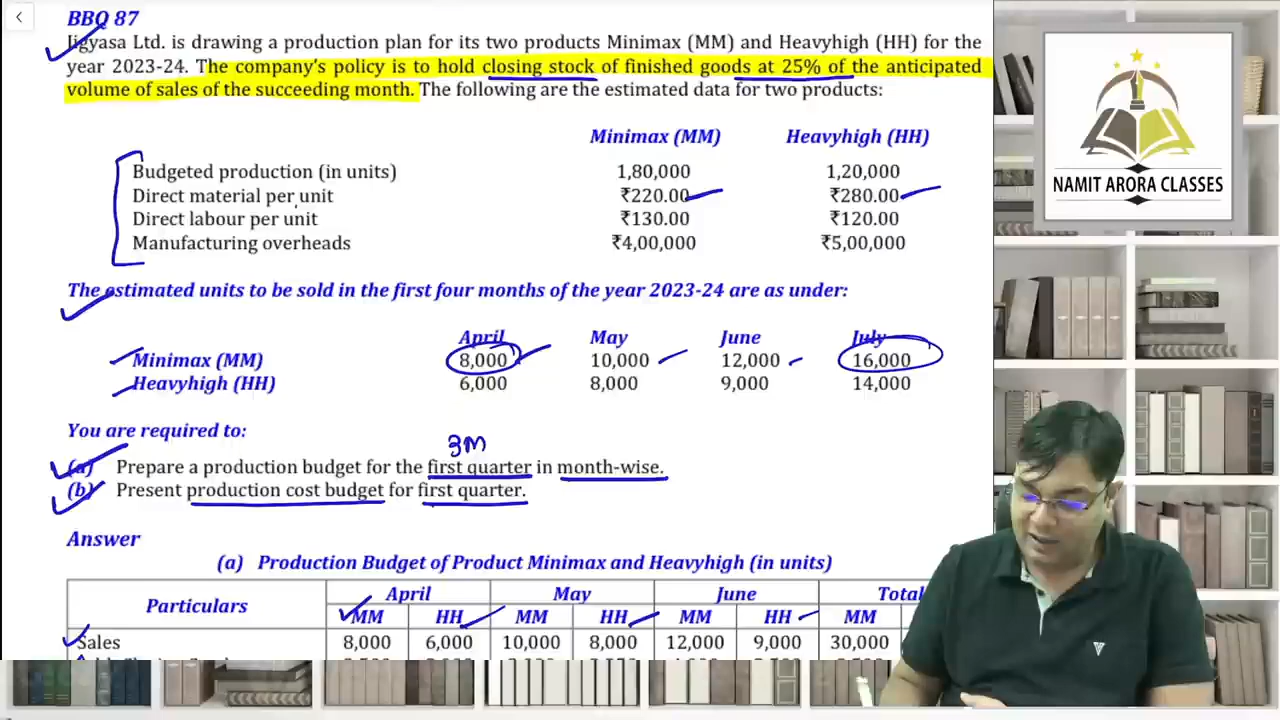 BBQ 87
Jigyasa Ltd. is drawing a production plan for its two products Minimax (MM) and Heavyhigh (HH) for the
year 2023-24. The company's policy is to hold closing stock of finished goods at 25% of the anticipated
volume of sales of the succeeding month. The following are the estimated data for two products:
Minimax (MM) Heavyhigh (HH)
Budgeted production (in units) 1,80,000 1,20,000
Direct material per unit ₹220.00 ₹280.00
Direct labour per unit ₹130.00 ₹120.00
Manufacturing overheads ₹4,00,000 ₹5,00,000
The estimated units to be sold in the first four months of the year 2023-24 are as under:
April May June July
Minimax (MM) 8,000 10,000 12,000 16,000
Heavyhigh (HH) 6,000 8,000 9,000 14,000
You are required to:
3M
(a) Prepare a production budget for the first quarter in month-wise.
(b) Present production cost budget for first quarter.
Answer
(a) Production Budget of Product Minimax and Heavyhigh (in units)
Particulars April May June Total
MM HH MM HH MM HH MM
Sales 8,000 6,000 10,000 8,000 12,000 9,000 30,000
NAMIT ARORA CLASSES